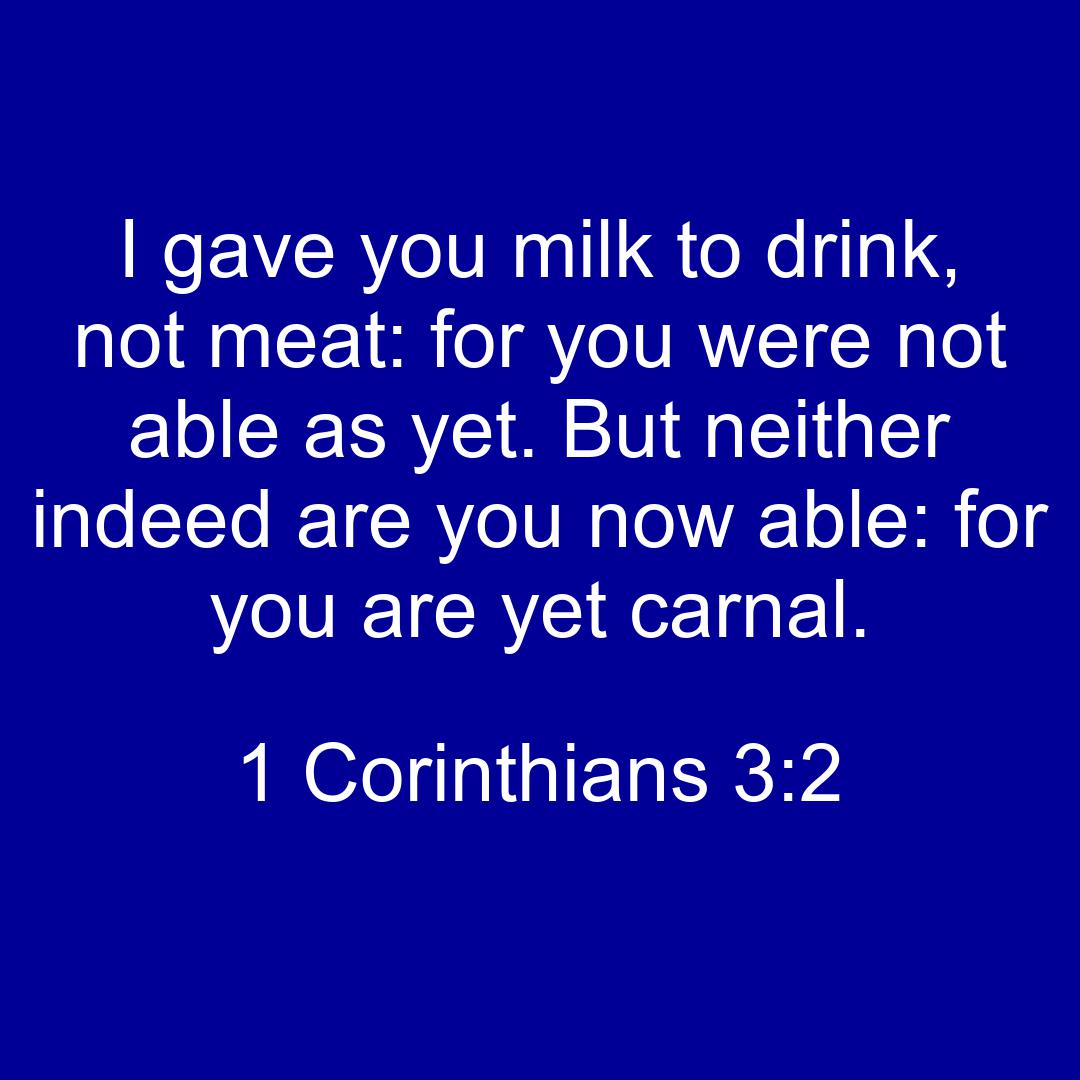 I gave you milk to drink,
not meat: for you were not
able as yet. But neither
indeed are you now able: for
you are yet carnal.
1 Corinthians 3:2